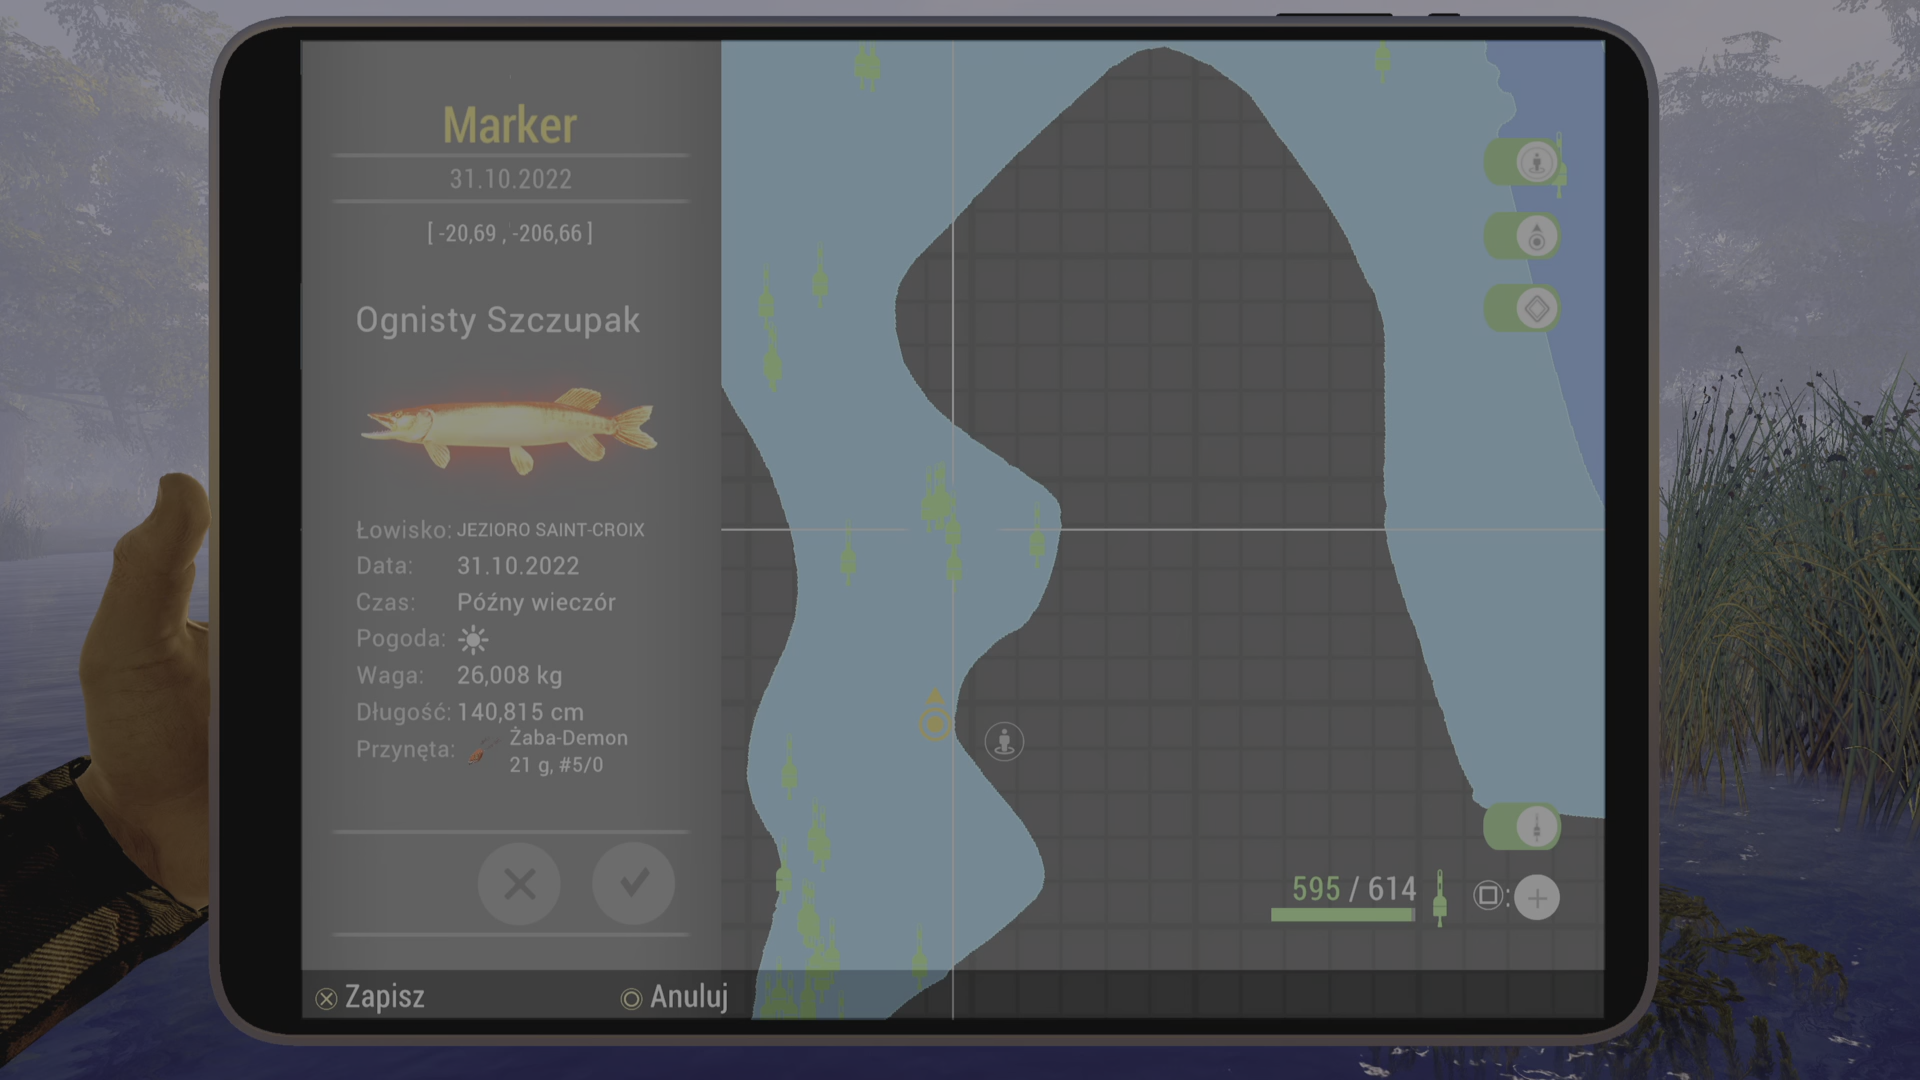 Marker
31.10.2022
[ -20,69 , -206,66 ]
Ognisty Szczupak
Łowisko: JEZIORO SAINT-CROIX
Data: 31.10.2022
Czas: Późny wieczór
Pogoda:
Waga: 26,008 kg
Długość: 140,815 cm
Przynęta: Żaba-Demon
21 g, #5/0
595 / 614
:
Zapisz
Anuluj